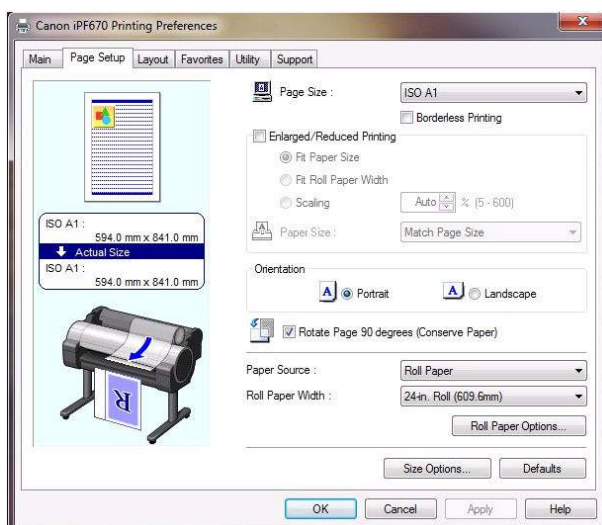 Canon iPF670 Printing Preferences
Main Page Setup Layout Favorites Utility Support
Page Size : ISO A1
Borderless Printing
Enlarged/Reduced Printing
Fit Paper Size
Fit Roll Paper Width
Scaling Auto % (5 - 600)
Paper Size : Match Page Size
ISO A1 :
594.0 mm x 841.0 mm
Actual Size
ISO A1 :
594.0 mm x 841.0 mm
Orientation
A Portrait A Landscape
Rotate Page 90 degrees (Conserve Paper)
Paper Source : Roll Paper
Roll Paper Width : 24-in. Roll (609.6mm)
Roll Paper Options...
R
Size Options... Defaults
OK Cancel Apply Help